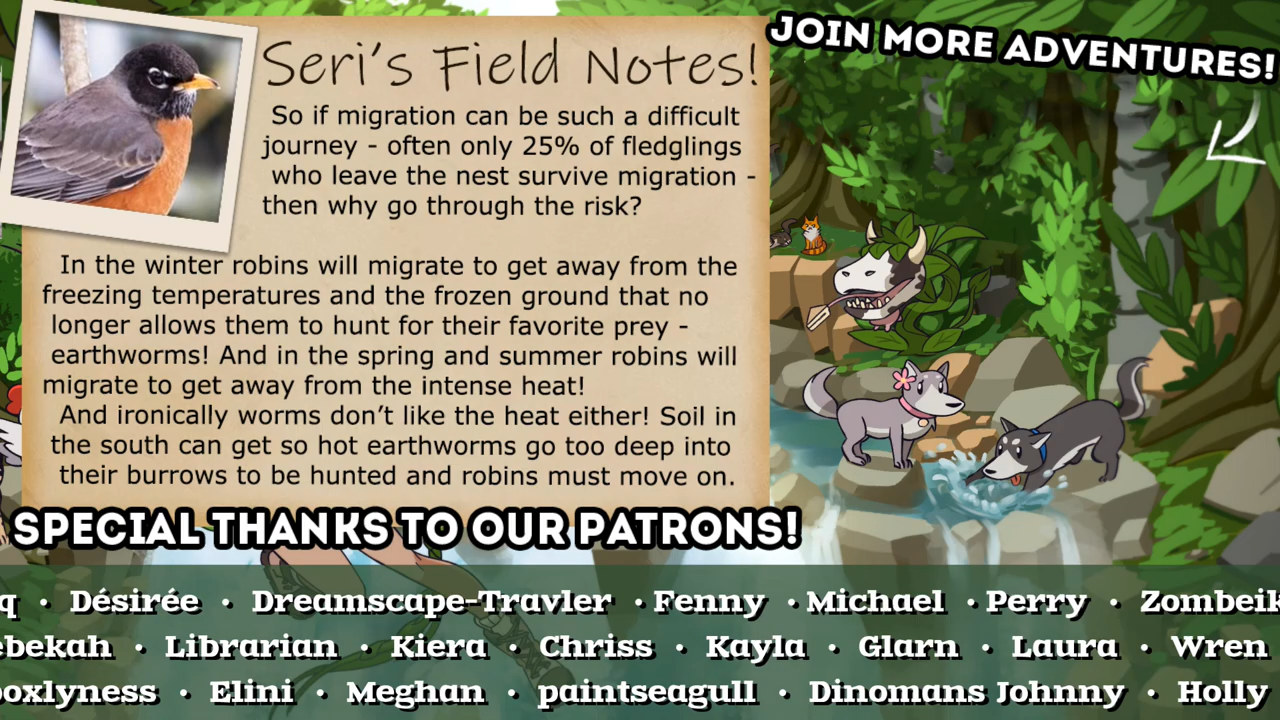 Seri's Field Notes!
So if migration can be such a difficult
journey - often only 25% of fledglings
who leave the nest survive migration -
then why go through the risk?
In the winter robins will migrate to get away from the
freezing temperatures and the frozen ground that no
longer allows them to hunt for their favorite prey -
earthworms! And in the spring and summer robins will
migrate to get away from the intense heat!
And ironically worms don't like the heat either! Soil in
the south can get so hot earthworms go too deep into
their burrows to be hunted and robins must move on.
JOIN MORE ADVENTURES!
SPECIAL THANKS TO OUR PATRONS!
q · Désirée · Dreamscape-Travler · Fenny · Michael · Perry · Zombeik
ebekah · Librarian · Kiera · Chriss · Kayla · Glarn · Laura · Wren
oxlyness · Elini · Meghan · paintseagull · Dinomans Johnny · Holly